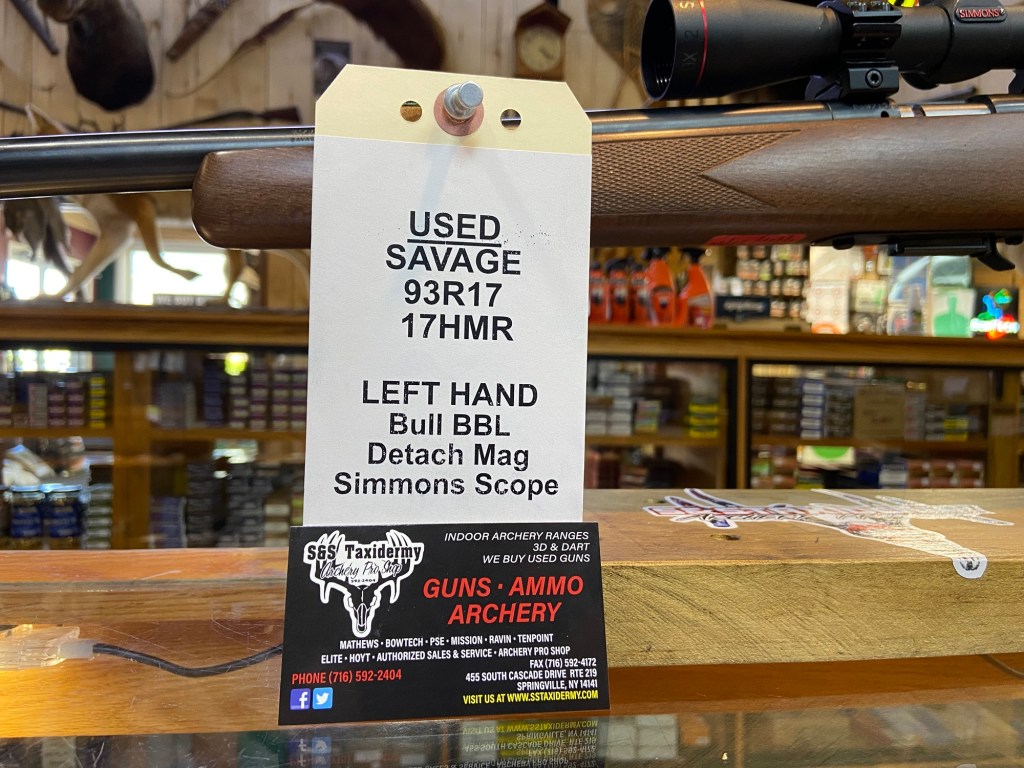 SIMMONS
USED
SAVAGE
93R17
17HMR
LEFT HAND
Bull BBL
Detach Mag
Simmons Scope
S&S Taxidermy
Archery Pro Shop
592-2404
INDOOR ARCHERY RANGES
3D & DART
WE BUY USED GUNS
GUNS · AMMO
ARCHERY
MATHEWS · BOWTECH · PSE · MISSION · RAVIN · TENPOINT
ELITE · HOYT · AUTHORIZED SALES & SERVICE · ARCHERY PRO SHOP
PHONE (716) 592-2404
FAX (716) 592-4172
455 SOUTH CASCADE DRIVE RTE 219
SPRINGVILLE, NY 14141
VISIT US AT WWW.SSTAXIDERMY.COM